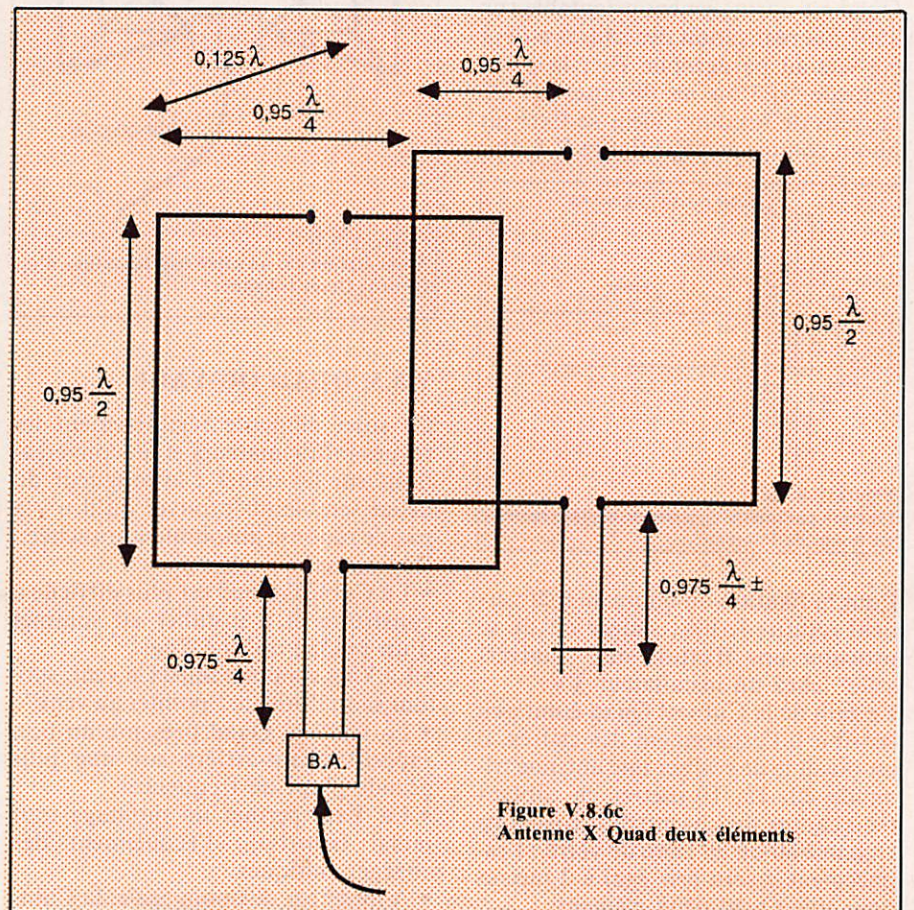 0,125 λ
0,95 λ/4
0,95 λ/4
0,95 λ/2
0,95 λ/2
0,975 λ/4 ±
0,975 λ/4
B.A.
Figure V.8.6c
Antenne X Quad deux éléments